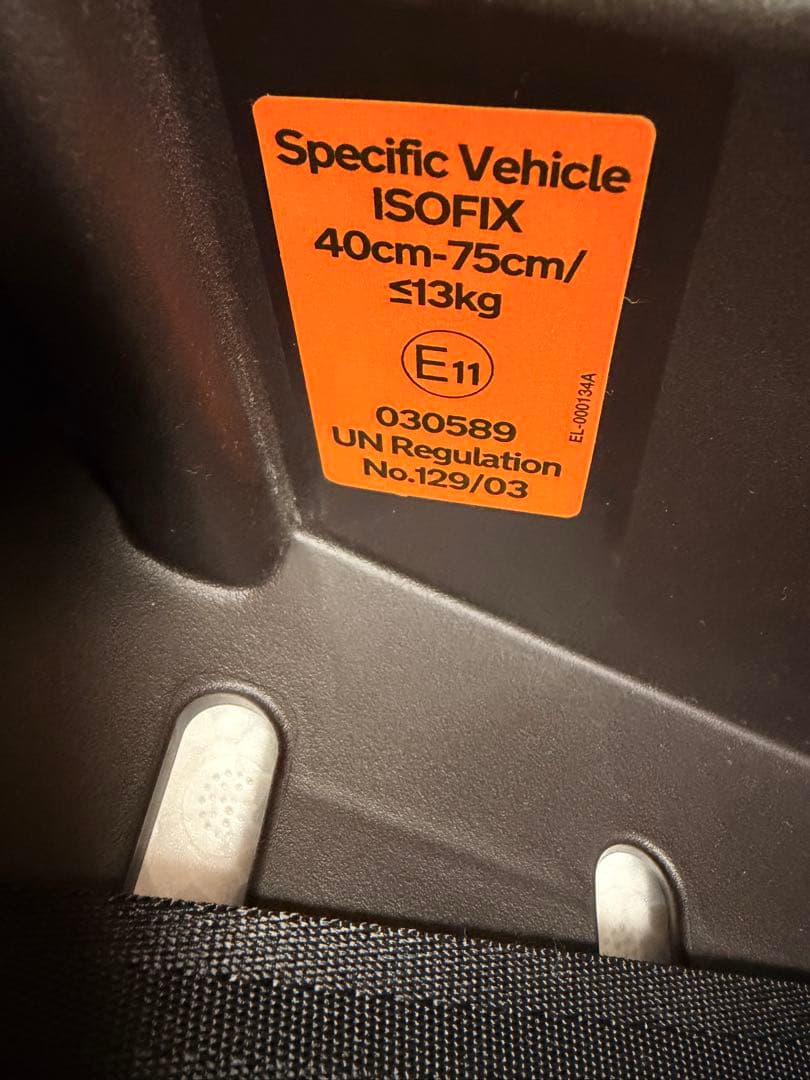 Specific Vehicle
ISOFIX
40cm-75cm/
≤13kg
E11
030589
UN Regulation
No.129/03
EL-000134A